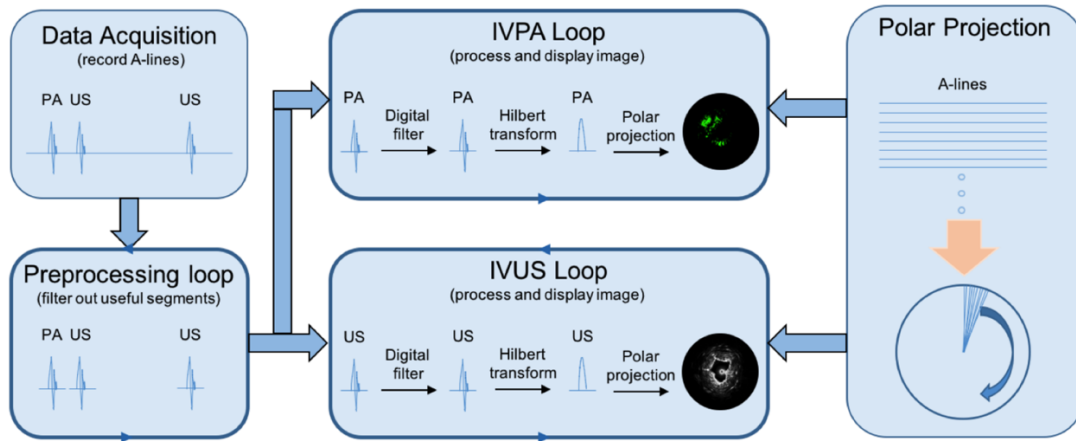 Data Acquisition
(record A-lines)
PA US US
Preprocessing loop
(filter out useful segments)
PA US US
IVPA Loop
(process and display image)
PA PA PA
Digital
filter
Hilbert
transform
Polar
projection
IVUS Loop
(process and display image)
US US US
Digital
filter
Hilbert
transform
Polar
projection
Polar Projection
A-lines